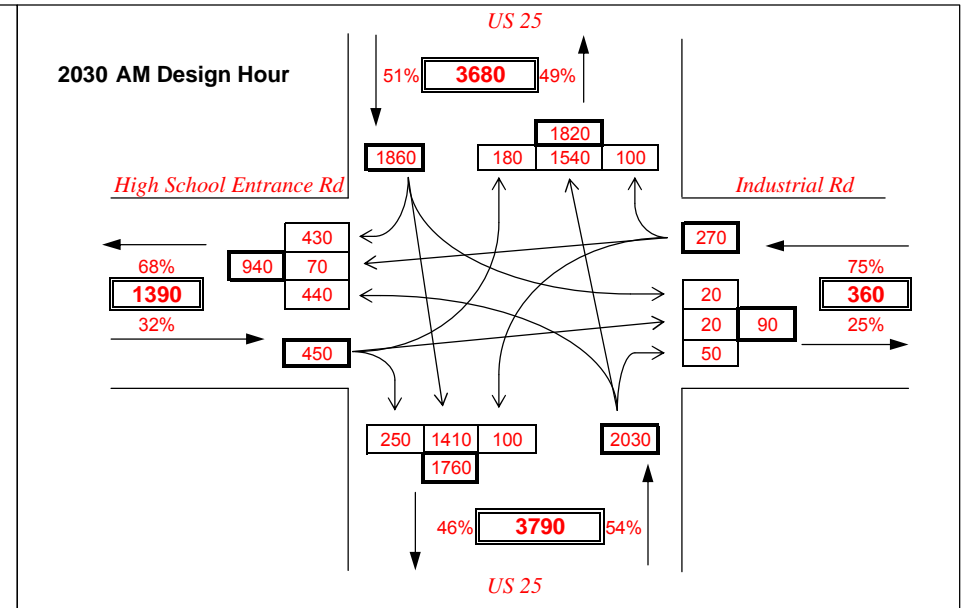 US 25
2030 AM Design Hour
51% 3680 49%
1820
1860 180 1540 100
High School Entrance Rd Industrial Rd
430 270
68% 940 70 75%
1390 440 20 360
32% 20 90 25%
450 50
250 1410 100 2030
1760
46% 3790 54%
US 25